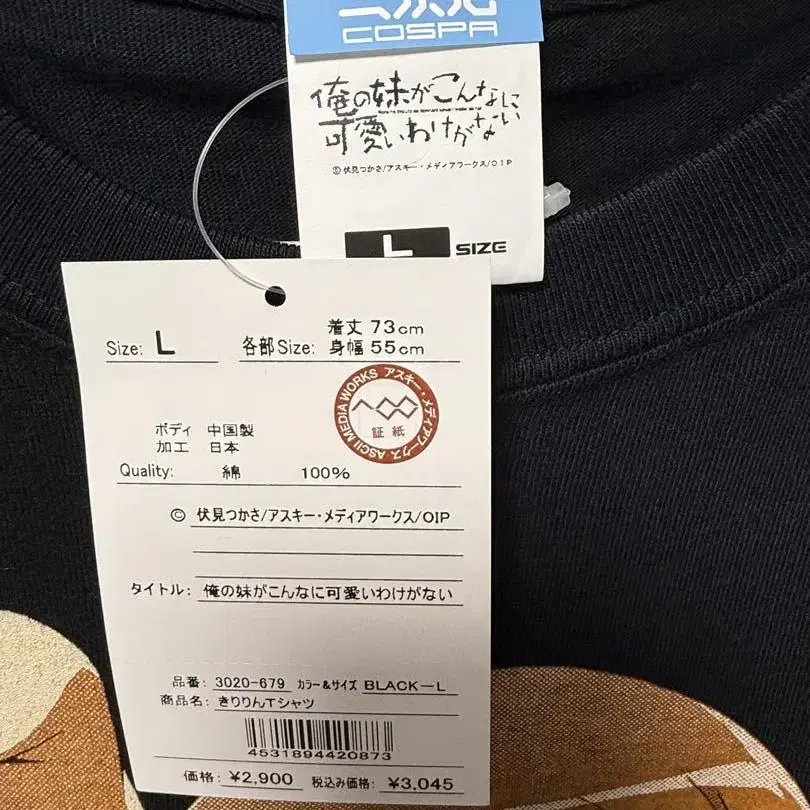 COSPA
俺の妹がこんなに
可愛いわけがない
©伏見つかさ/アスキー・メディアワークス/OIP
L SIZE
Size: L 各部Size: 着丈 73cm
身幅 55cm
ASCII MEDIA WORKS アスキー・メディアワークス
証紙
ボディ 中国製
加工 日本
Quality: 綿 100%
© 伏見つかさ/アスキー・メディアワークス/OIP
タイトル: 俺の妹がこんなに可愛いわけがない
品番: 3020-679 カラー&サイズ BLACK-L
商品名: きりりんTシャツ
4531894420873
価格: ¥2,900 税込み価格: ¥3,045